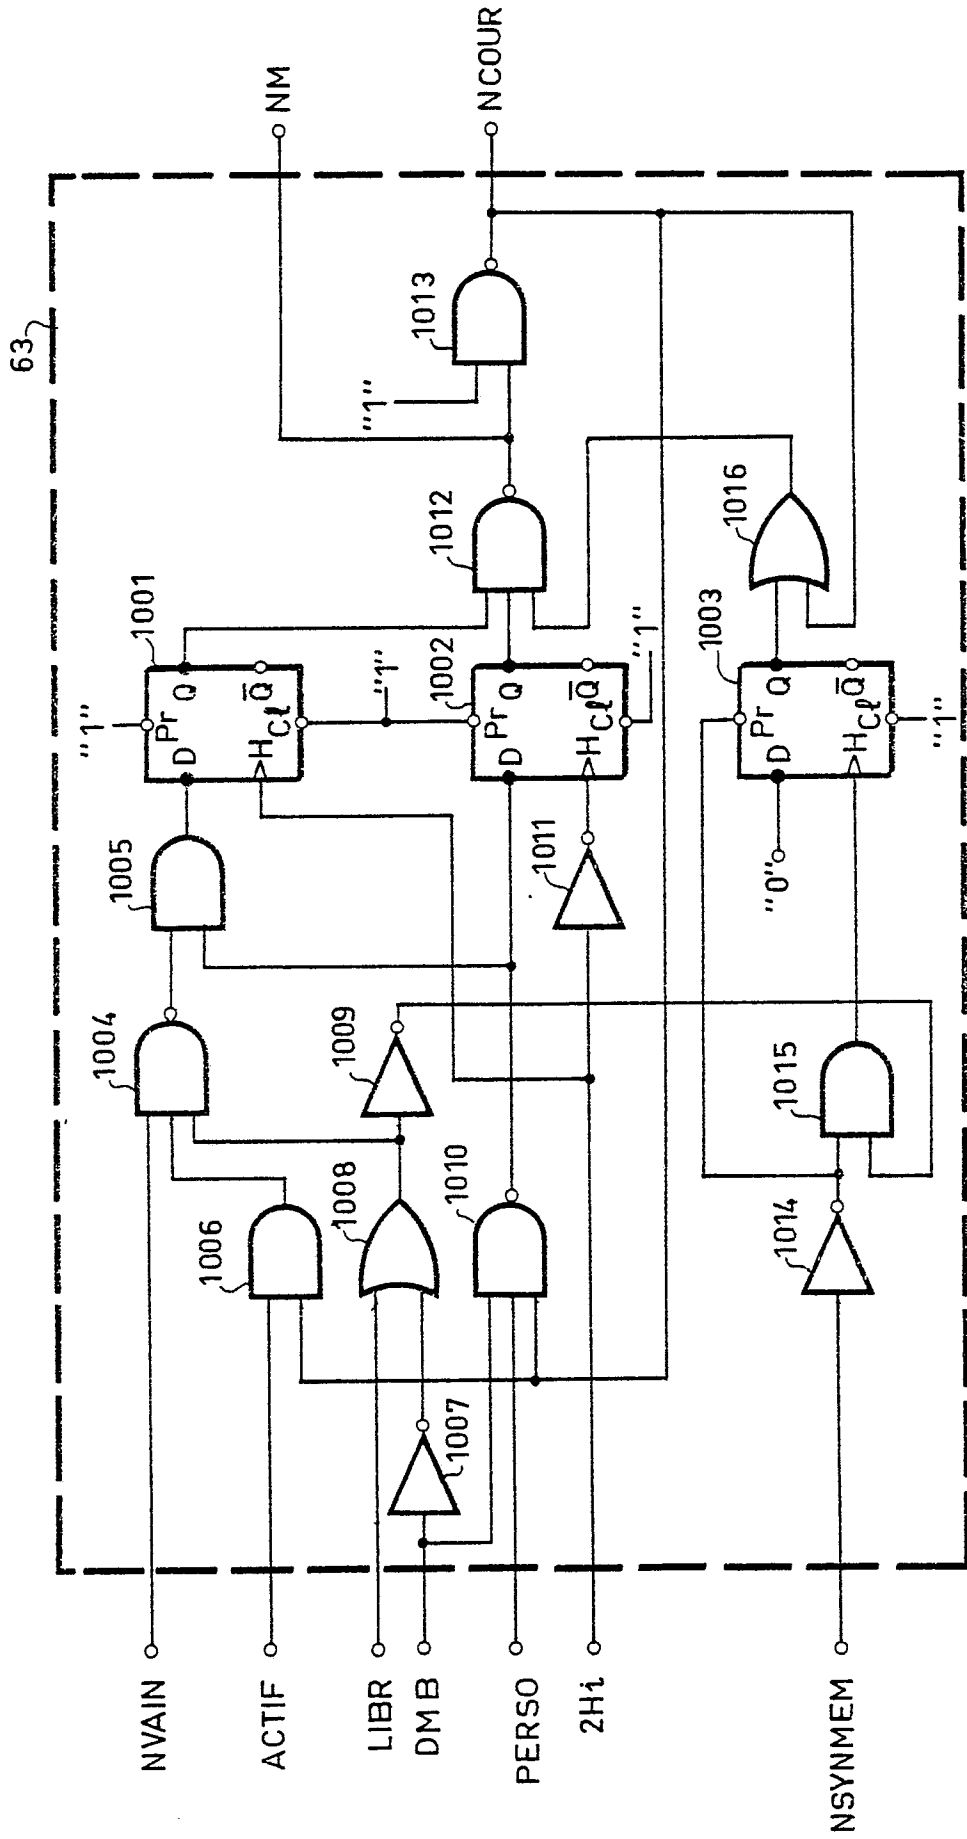 63
NVAIN
ACTIF
LIBR
DMB
PERSO
2Hi
NSYNMEM
1004
1005
1006
1007
1008
1009
1010
1011
1014
1015
"1"
1001
Pr
D
Q
H
Q̅
Cℓ
"1"
1002
Pr
D
Q
H
Q̅
Cℓ
"1"
"0"
1003
Pr
D
Q
H
Q̅
Cℓ
"1"
1012
1016
"1"
1013
NM
NCOUR